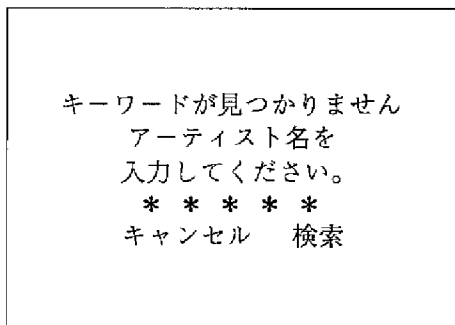 キーワードが見つかりません
アーティスト名を
入力してください。
＊ ＊ ＊ ＊ ＊
キャンセル　検索